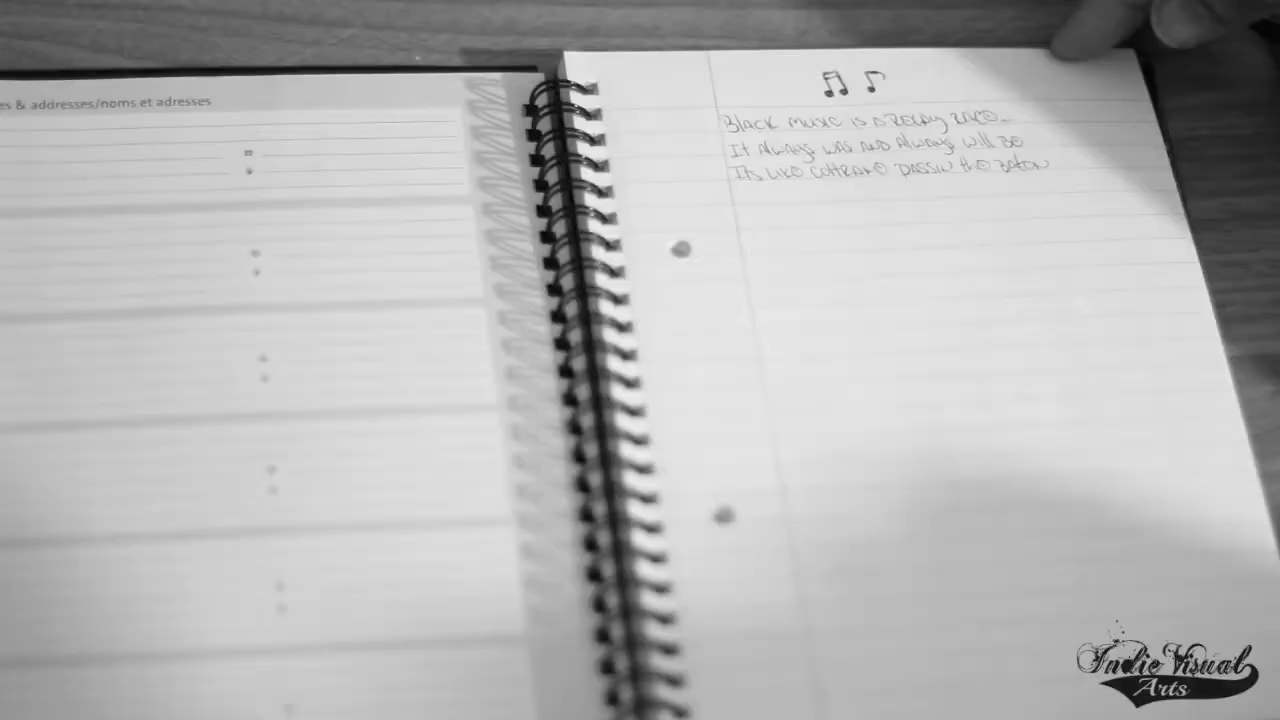 es & addresses/noms et adresses
Black music is a relay race..
It Always was and Always will be
Its like Coltrane passin the baton
Indie Visual
Arts